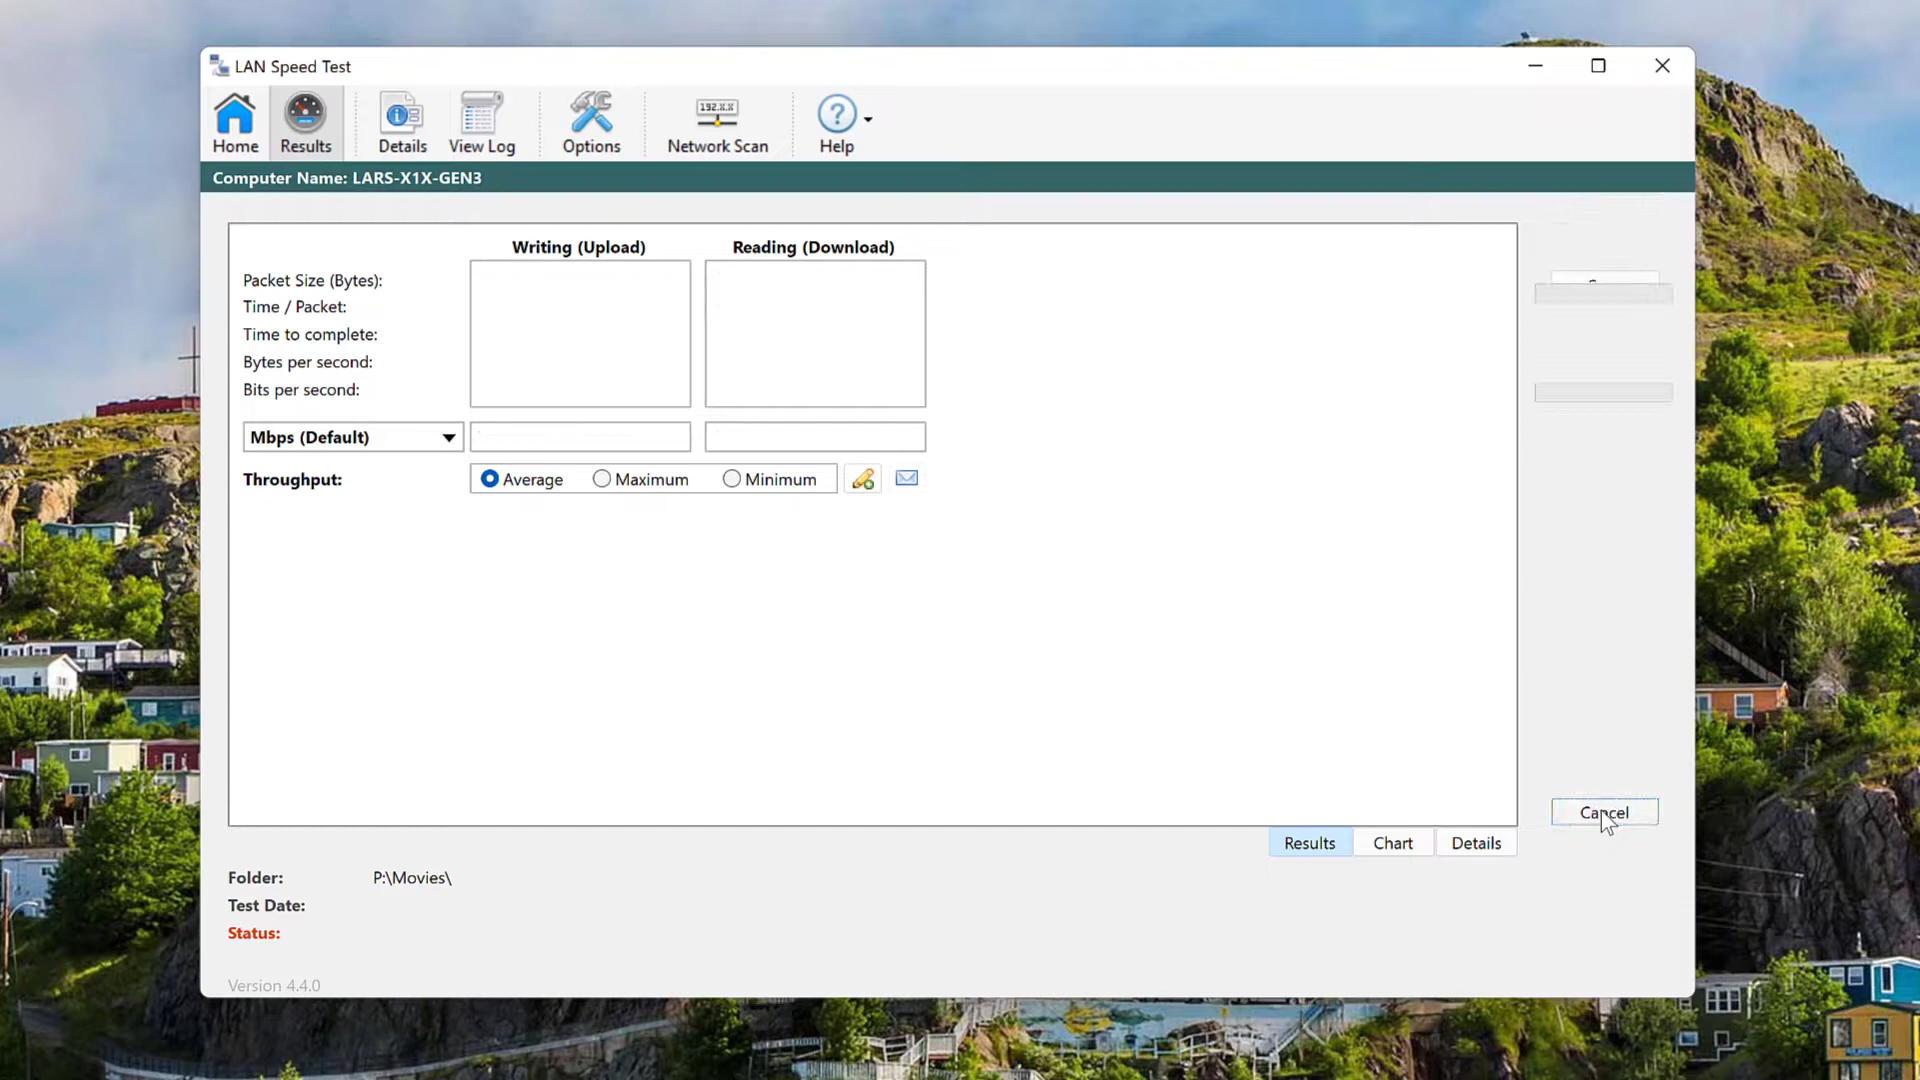 LAN Speed Test
Home
Results
Details
View Log
Options
192.X.X
Network Scan
?
Help
Computer Name: LARS-X1X-GEN3
Writing (Upload)
Reading (Download)
Packet Size (Bytes):
Time / Packet:
Time to complete:
Bytes per second:
Bits per second:
Mbps (Default)
Throughput:
Average
Maximum
Minimum
Cancel
Results
Chart
Details
Folder:
P:\Movies\
Test Date:
Status:
Version 4.4.0